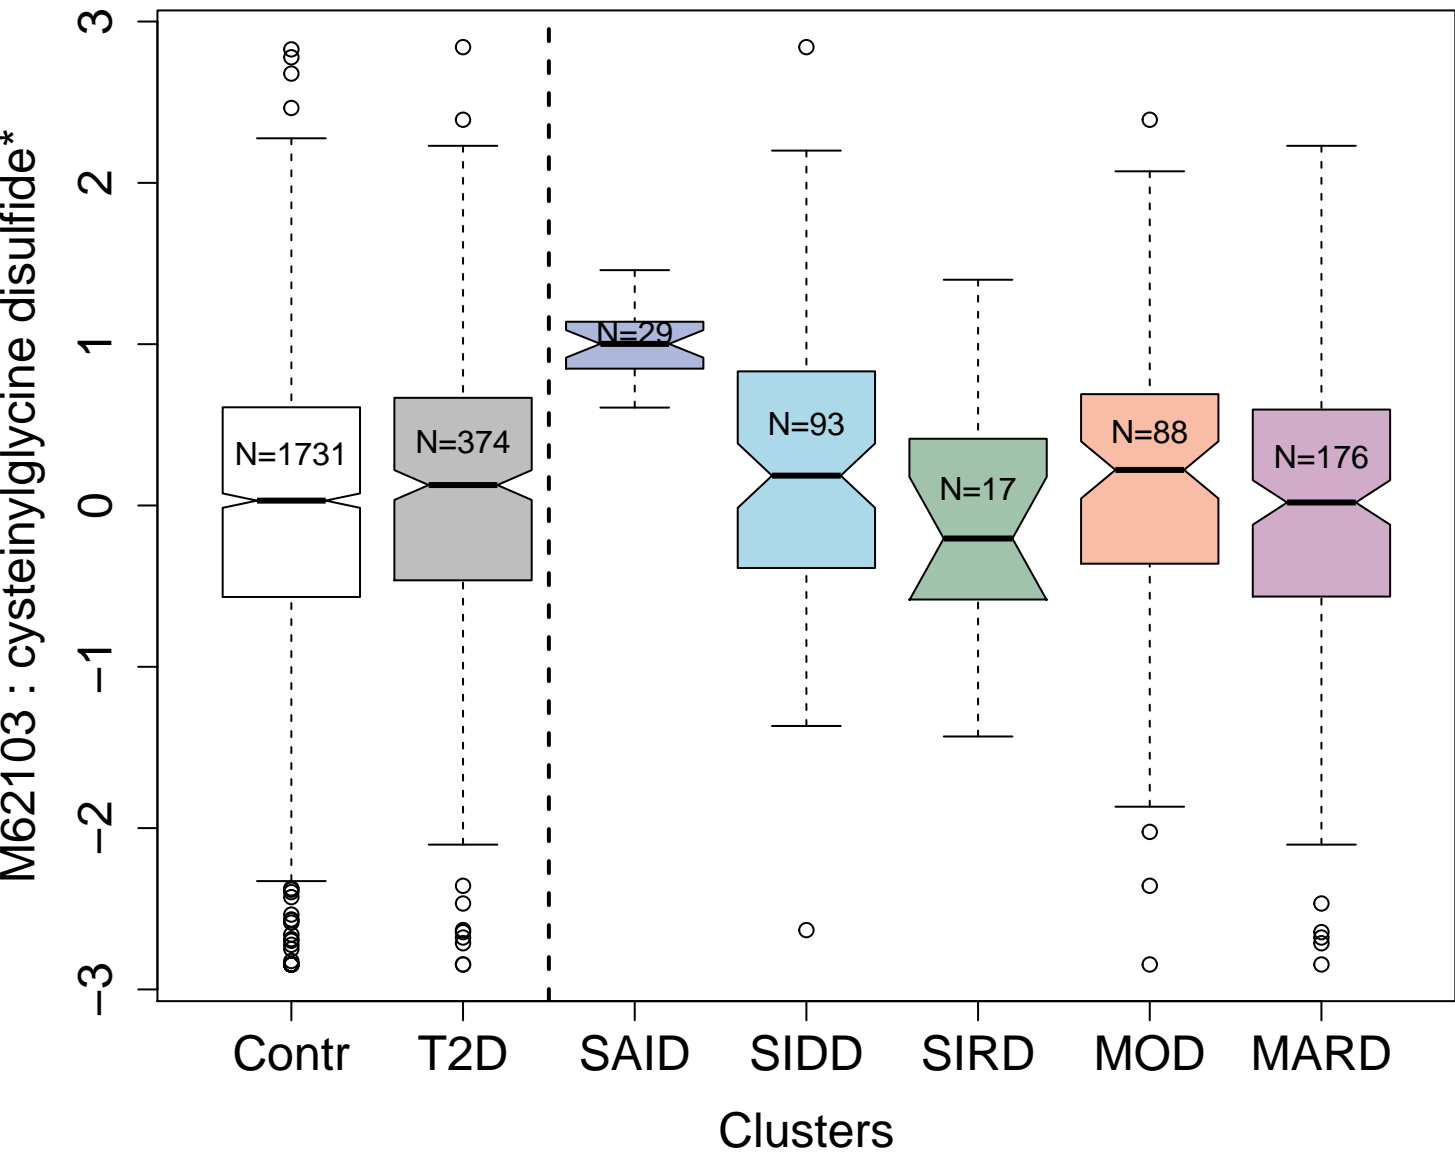 M62103 : cysteinylglycine disulfide*
3
2
1
0
−1
−2
−3
N=1731
N=374
N=29
N=93
N=17
N=88
N=176
Contr
T2D
SAID
SIDD
SIRD
MOD
MARD
Clusters